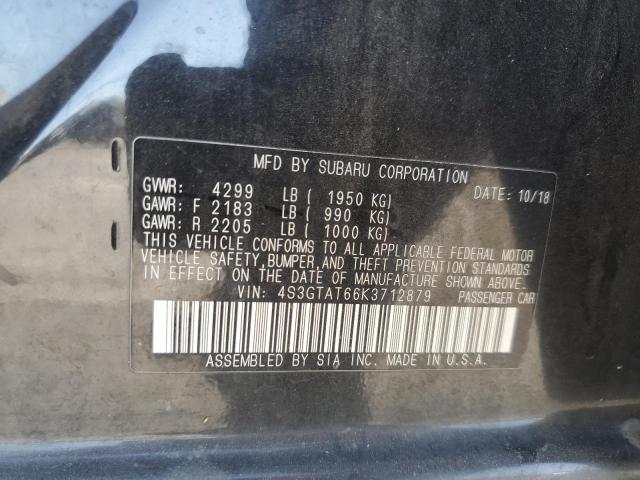 MFD BY SUBARU CORPORATION DATE: 10/18
GVWR: 4299 LB ( 1950 KG)
GAWR: F 2183 LB ( 990 KG)
GAWR: R 2205 LB ( 1000 KG)
THIS VEHICLE CONFORMS TO ALL APPLICABLE FEDERAL MOTOR
VEHICLE SAFETY, BUMPER, AND THEFT PREVENTION STANDARDS
IN EFFECT ON THE DATE OF MANUFACTURE SHOWN ABOVE
VIN: 4S3GTAT66K3712879 PASSENGER CAR
ASSEMBLED BY SIA INC. MADE IN U.S.A.